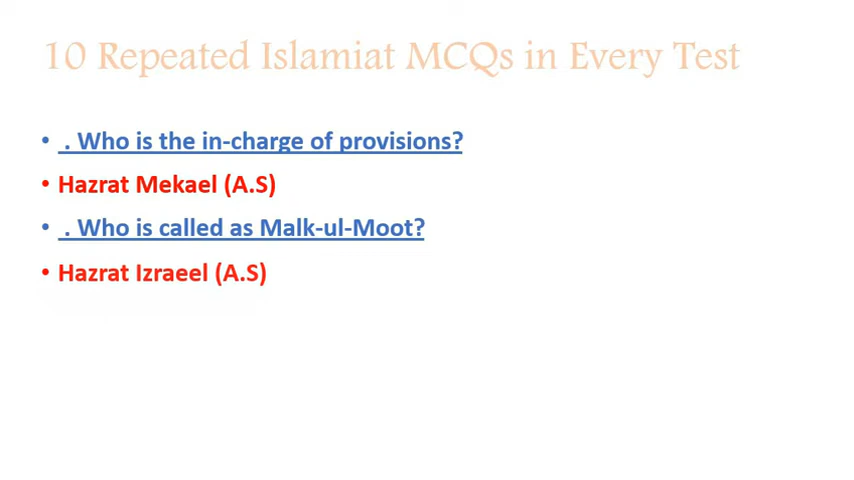 10 Repeated Islamiat MCQs in Every Test
• . Who is the in-charge of provisions?
• Hazrat Mekael (A.S)
• . Who is called as Malk-ul-Moot?
• Hazrat Izraeel (A.S)